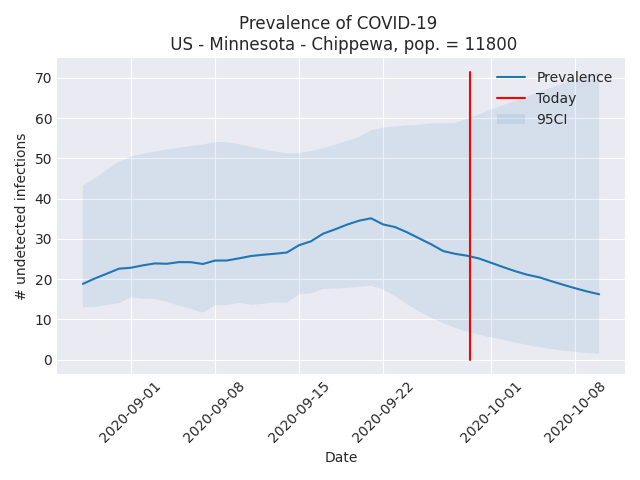 Prevalence of COVID-19
US - Minnesota - Chippewa, pop. = 11800
Prevalence
Today
95CI
# undetected infections
70
60
50
40
30
20
10
0
2020-09-01
2020-09-08
2020-09-15
2020-09-22
2020-10-01
2020-10-08
Date